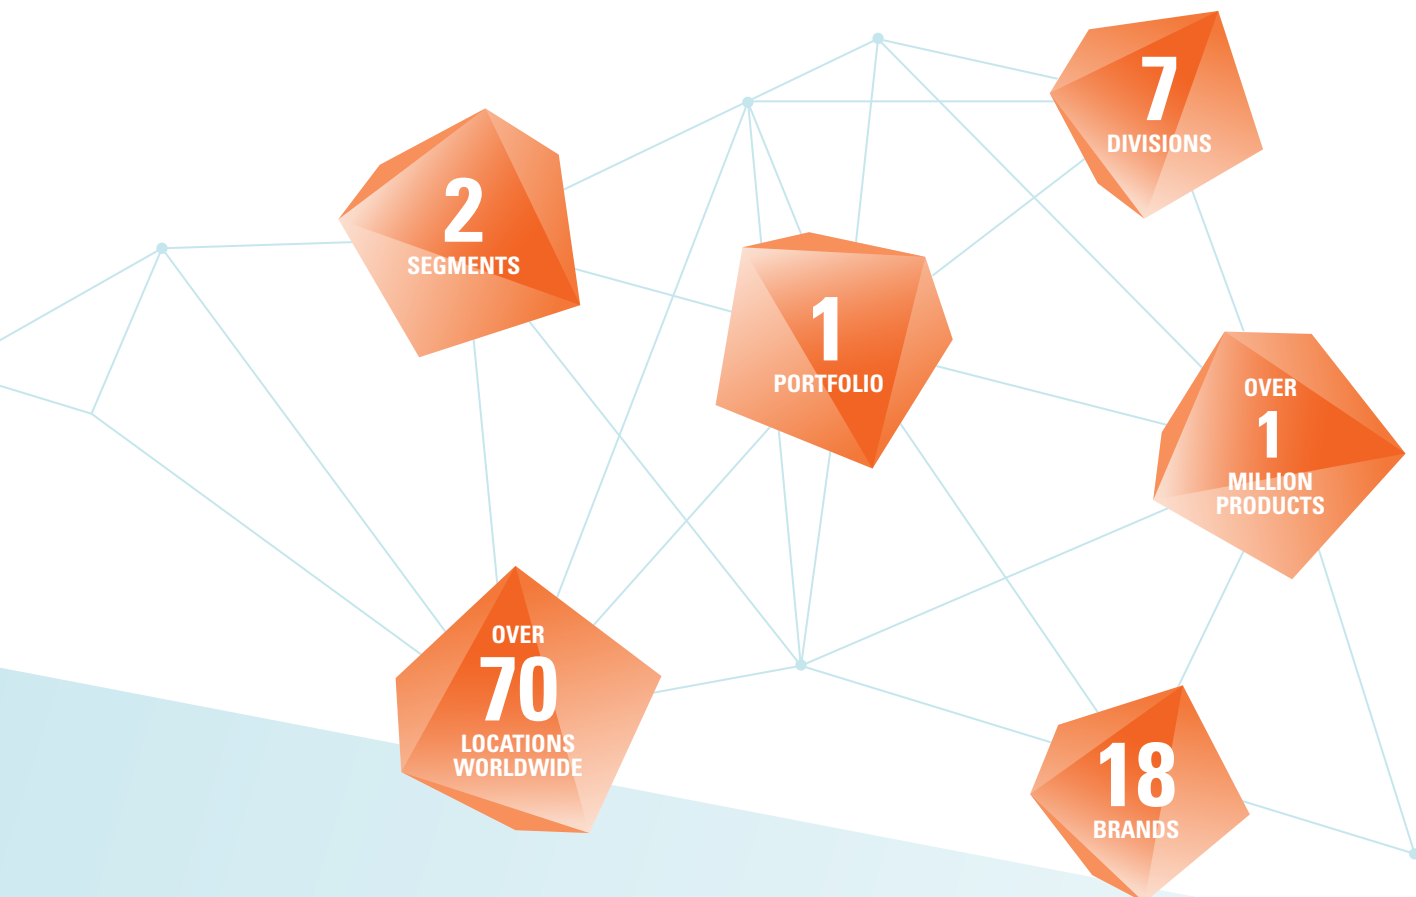 7
DIVISIONS
2
SEGMENTS
1
PORTFOLIO
OVER
1
MILLION
PRODUCTS
OVER
70
LOCATIONS
WORLDWIDE
18
BRANDS